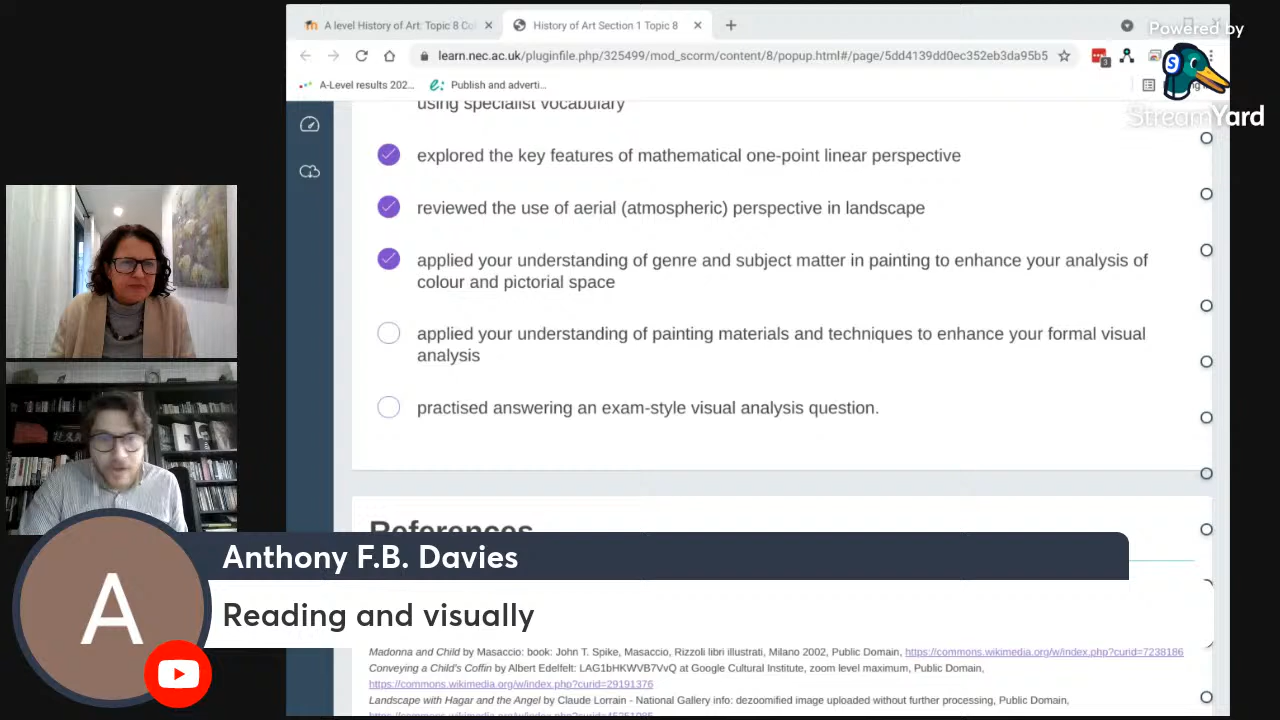 A level History of Art: Topic 8 Co
History of Art Section 1 Topic 8
Powered by
learn.nec.ac.uk/pluginfile.php/325499/mod_scorm/content/8/popup.html#/page/5dd4139dd0ec352eb3da95b5
3
A-Level results 202...
Publish and adverti...
S
StreamYard
using specialist vocabulary
explored the key features of mathematical one-point linear perspective
reviewed the use of aerial (atmospheric) perspective in landscape
applied your understanding of genre and subject matter in painting to enhance your analysis of
colour and pictorial space
applied your understanding of painting materials and techniques to enhance your formal visual
analysis
practised answering an exam-style visual analysis question.
References
Anthony F.B. Davies
A
Reading and visually
Madonna and Child by Masaccio: book: John T. Spike, Masaccio, Rizzoli libri illustrati, Milano 2002, Public Domain, https://commons.wikimedia.org/w/index.php?curid=7238186
Conveying a Child's Coffin by Albert Edelfelt: LAG1bHKWVB7VvQ at Google Cultural Institute, zoom level maximum, Public Domain,
https://commons.wikimedia.org/w/index.php?curid=29191376
Landscape with Hagar and the Angel by Claude Lorrain - National Gallery info: dezoomified image uploaded without further processing, Public Domain,